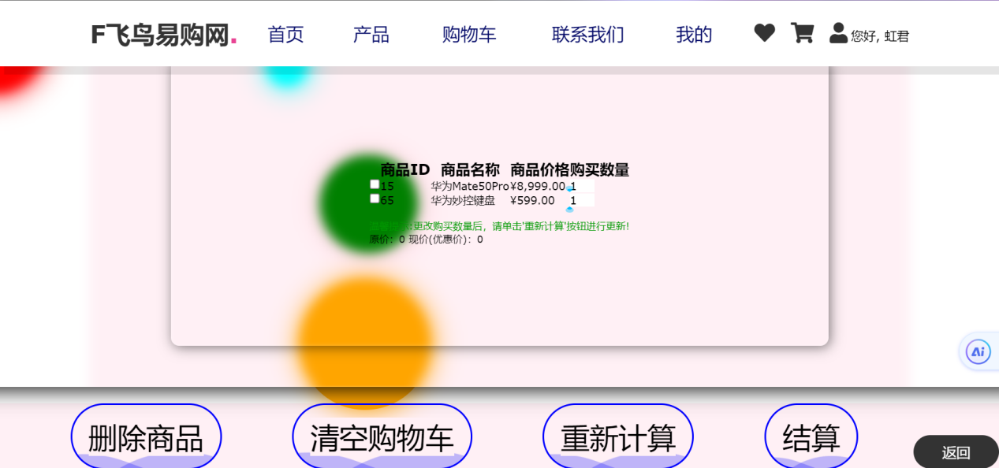 F飞鸟易购网. 首页 产品 购物车 联系我们 我的 您好, 虹君
商品ID 商品名称 商品价格购买数量
15 华为Mate50Pro ¥8,999.00 1
65 华为妙控键盘 ¥599.00 1
:更改购买数量后，请单击'重新计算'按钮进行更新!
原价：0 现价(优惠价)：0
Ai
删除商品 清空购物车 重新计算 结算 返回